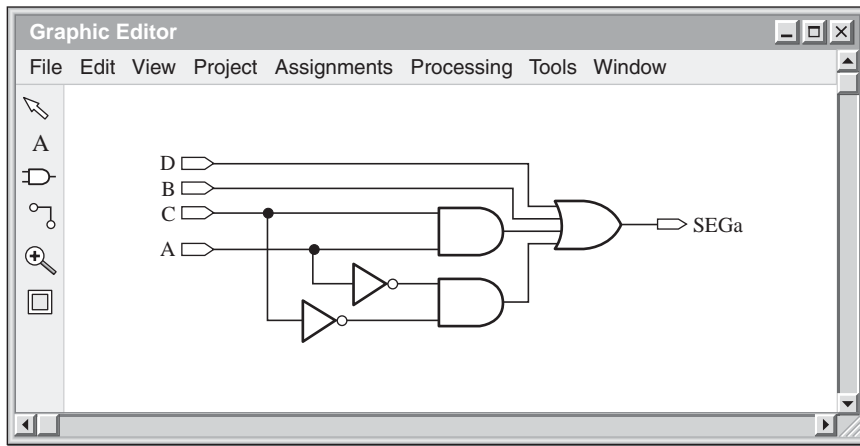 Graphic Editor
File Edit View Project Assignments Processing Tools Window
A
D
B
C
A
SEGa